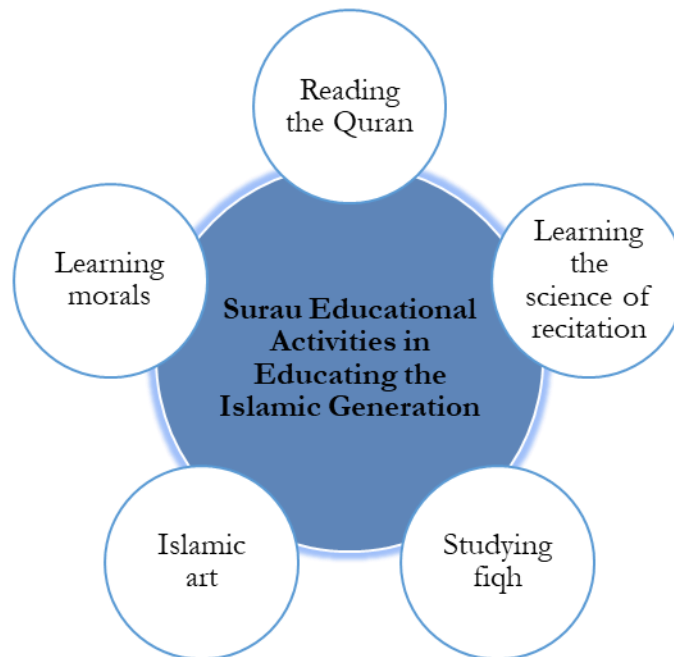 Reading
the Quran
Learning
the
science of
recitation
Studying
fiqh
Islamic
art
Learning
morals
Surau Educational
Activities in
Educating the
Islamic Generation